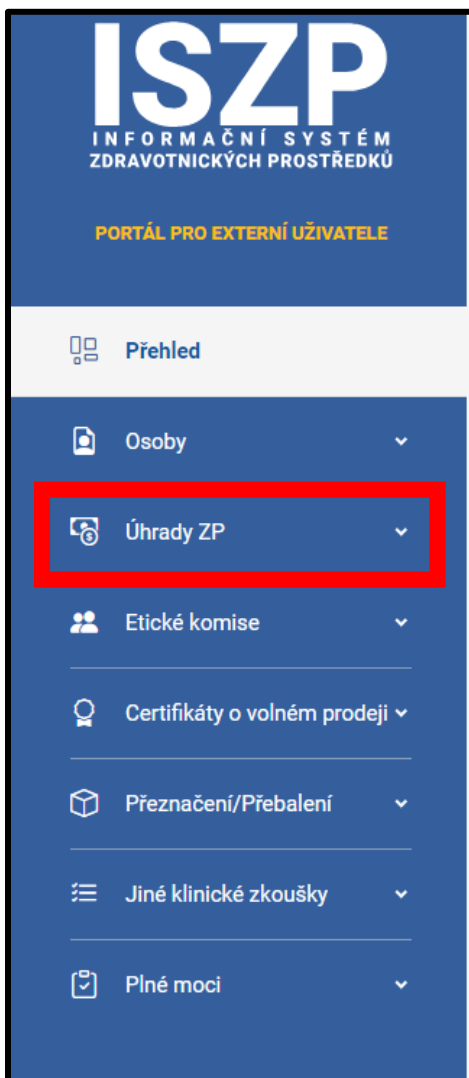 ISZP
INFORMAČNÍ SYSTÉM
ZDRAVOTNICKÝCH PROSTŘEDKŮ
PORTÁL PRO EXTERNÍ UŽIVATELE
Přehled
Osoby
Úhrady ZP
Etické komise
Certifikáty o volném prodeji
Přeznačení/Přebalení
Jiné klinické zkoušky
Plné moci